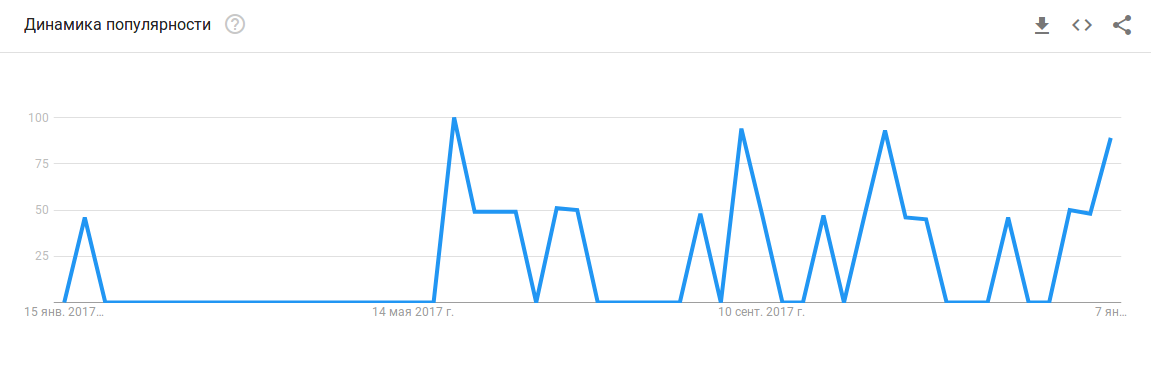 Динамика популярности ?
100
75
50
25
15 янв. 2017…
14 мая 2017 г.
10 сент. 2017 г.
7 ян…